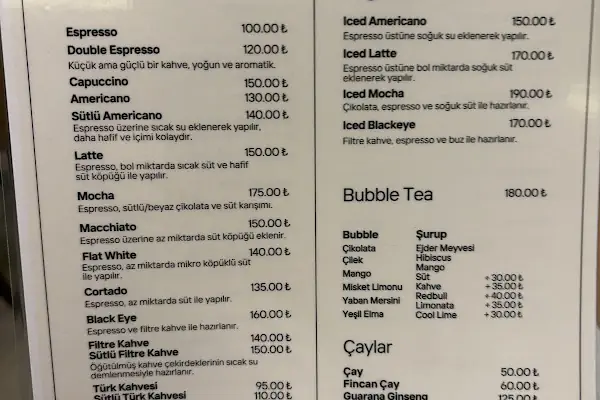 Espresso 100.00 ₺
Double Espresso 120.00 ₺
Küçük ama güçlü bir kahve, yoğun ve aromatik.
Capuccino 150.00 ₺
Americano 130.00 ₺
Sütlü Americano 140.00 ₺
Espresso üzerine sıcak su eklenerek yapılır,
daha hafif ve içimi kolaydır.
Latte 150.00 ₺
Espresso, bol miktarda sıcak süt ve hafif
süt köpüğü ile yapılır.
Mocha 175.00 ₺
Espresso, sütlü/beyaz çikolata ve süt karışımı.
Macchiato 150.00 ₺
Espresso üzerine az miktarda süt köpüğü eklenir.
Flat White 140.00 ₺
Espresso, az miktarda mikro köpüklü süt
ile yapılır.
Cortado 135.00 ₺
Espresso, az miktarda süt ile yapılır.
Black Eye 160.00 ₺
Espresso ve filtre kahve ile hazırlanır.
Filtre Kahve 140.00 ₺
Sütlü Filtre Kahve 150.00 ₺
Öğütülmüş kahve çekirdeklerinin sıcak su
demlenmesiyle hazırlanır.
Türk Kahvesi 95.00 ₺
Sütlü Türk Kahvesi 110.00 ₺
Iced Americano 150.00 ₺
Espresso üstüne soğuk su eklenerek yapılır.
Iced Latte 170.00 ₺
Espresso üstüne bol miktarda soğuk süt
eklenerek yapılır.
Iced Mocha 190.00 ₺
Çikolata, espresso ve soğuk süt ile hazırlanır.
Iced Blackeye 170.00 ₺
Filtre kahve, espresso ve buz ile hazırlanır.
Bubble Tea 180.00 ₺
Bubble Şurup
Çikolata Ejder Meyvesi
Çilek Hibiscus
Mango Mango
Süt +30.00 ₺
Misket Limonu Kahve +35.00 ₺
Yaban Mersini Redbull +40.00 ₺
Limonata +35.00 ₺
Yeşil Elma Cool Lime +30.00 ₺
Çaylar
Çay 50.00 ₺
Fincan Çay 60.00 ₺
Guarana Ginseng 125.00 ₺